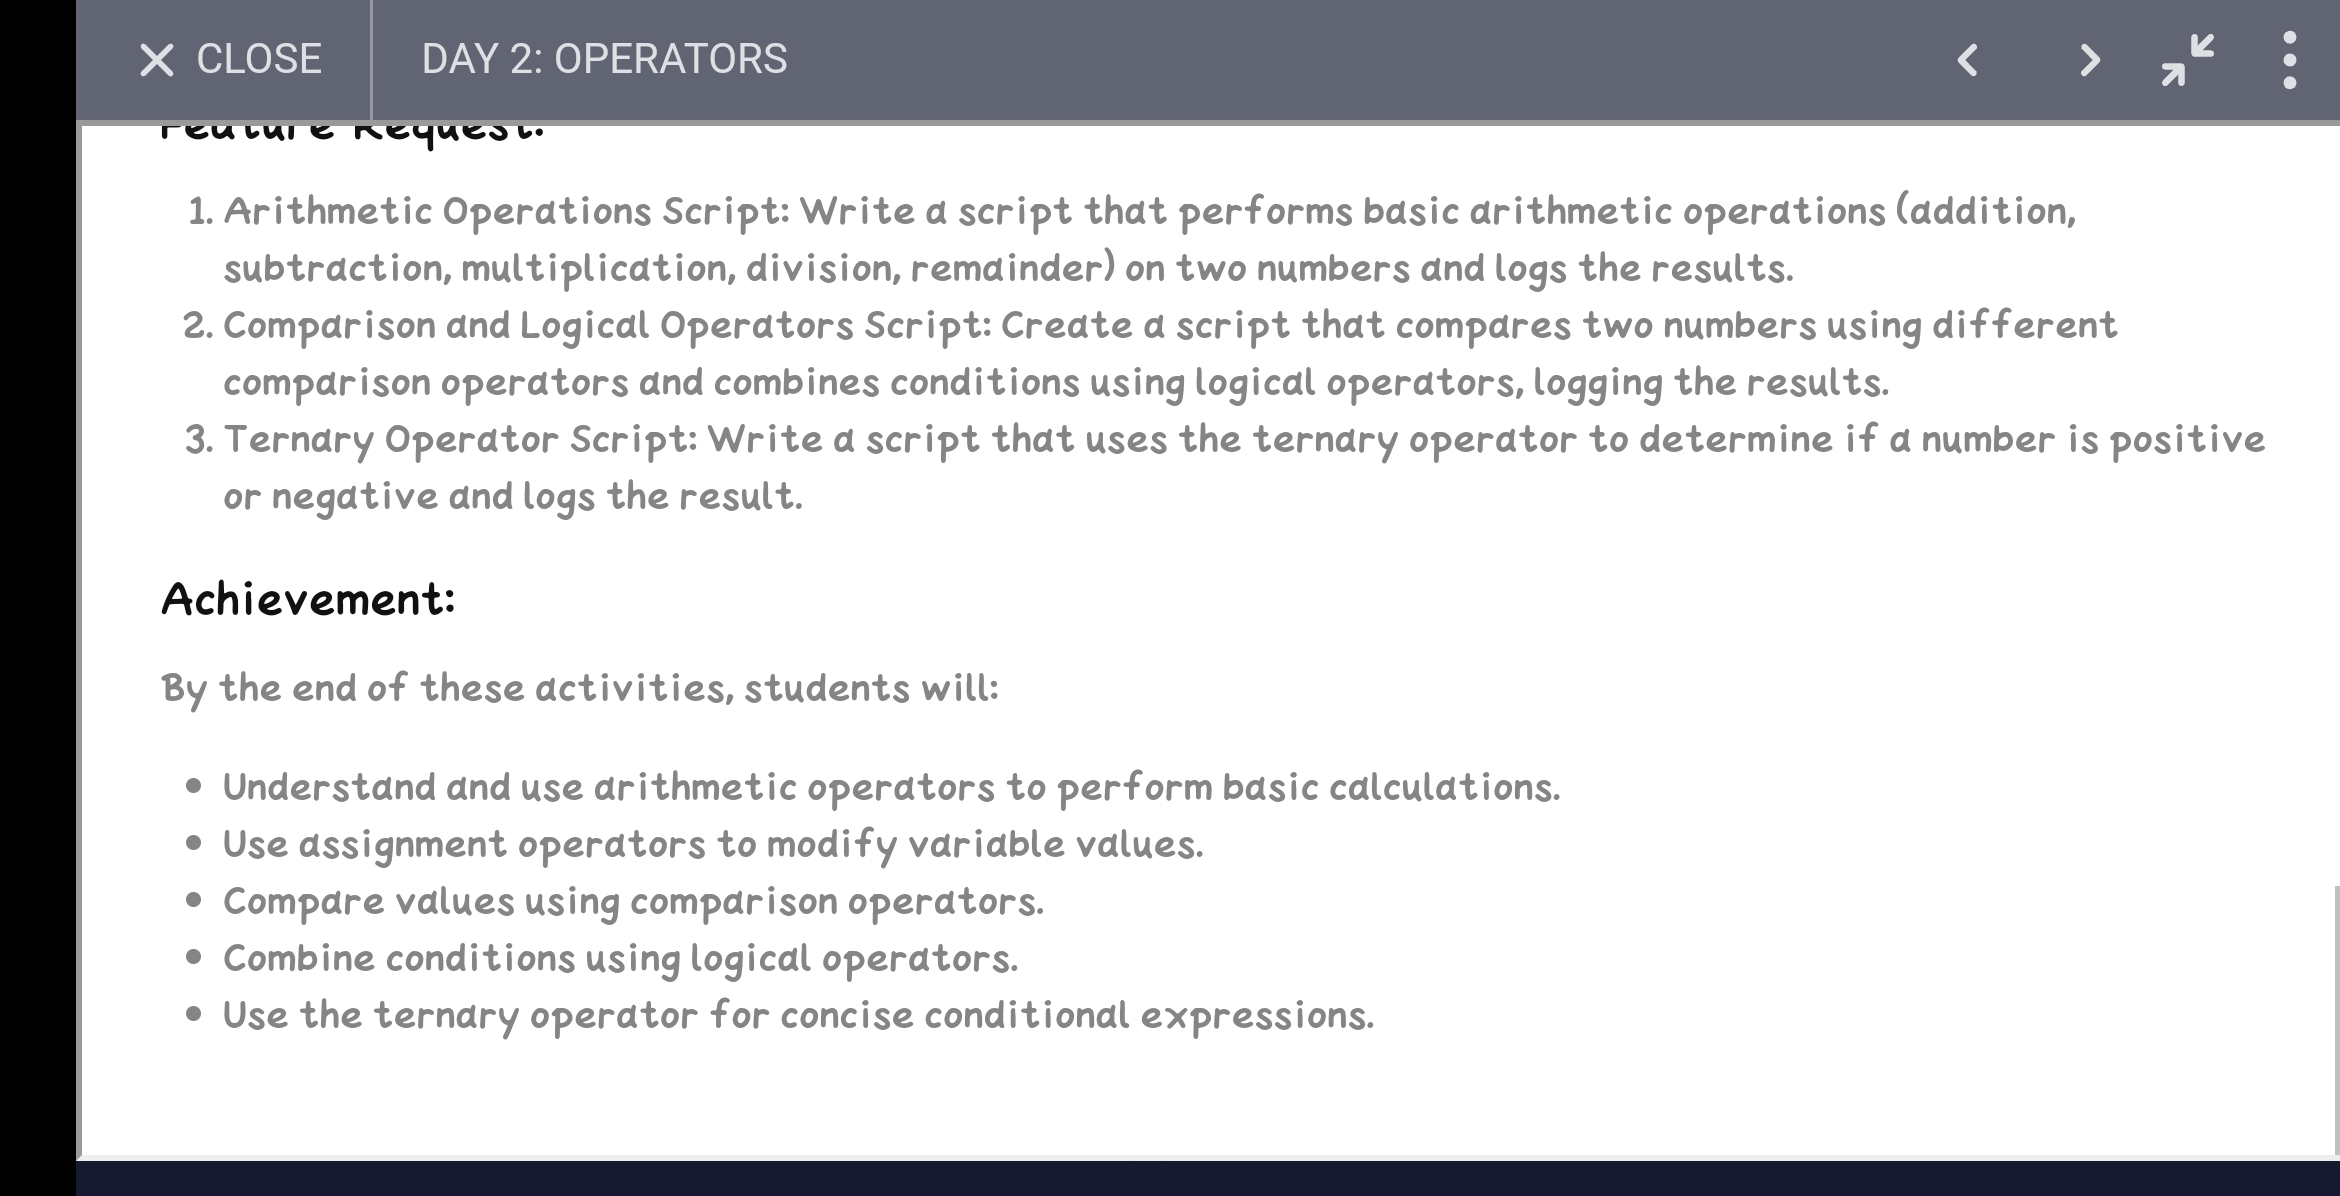 CLOSE
DAY 2: OPERATORS
Feature Request:
1. Arithmetic Operations Script: Write a script that performs basic arithmetic operations (addition,
subtraction, multiplication, division, remainder) on two numbers and logs the results.
2. Comparison and Logical Operators Script: Create a script that compares two numbers using different
comparison operators and combines conditions using logical operators, logging the results.
3. Ternary Operator Script: Write a script that uses the ternary operator to determine if a number is positive
or negative and logs the result.
Achievement:
By the end of these activities, students will:
• Understand and use arithmetic operators to perform basic calculations.
• Use assignment operators to modify variable values.
• Compare values using comparison operators.
• Combine conditions using logical operators.
• Use the ternary operator for concise conditional expressions.